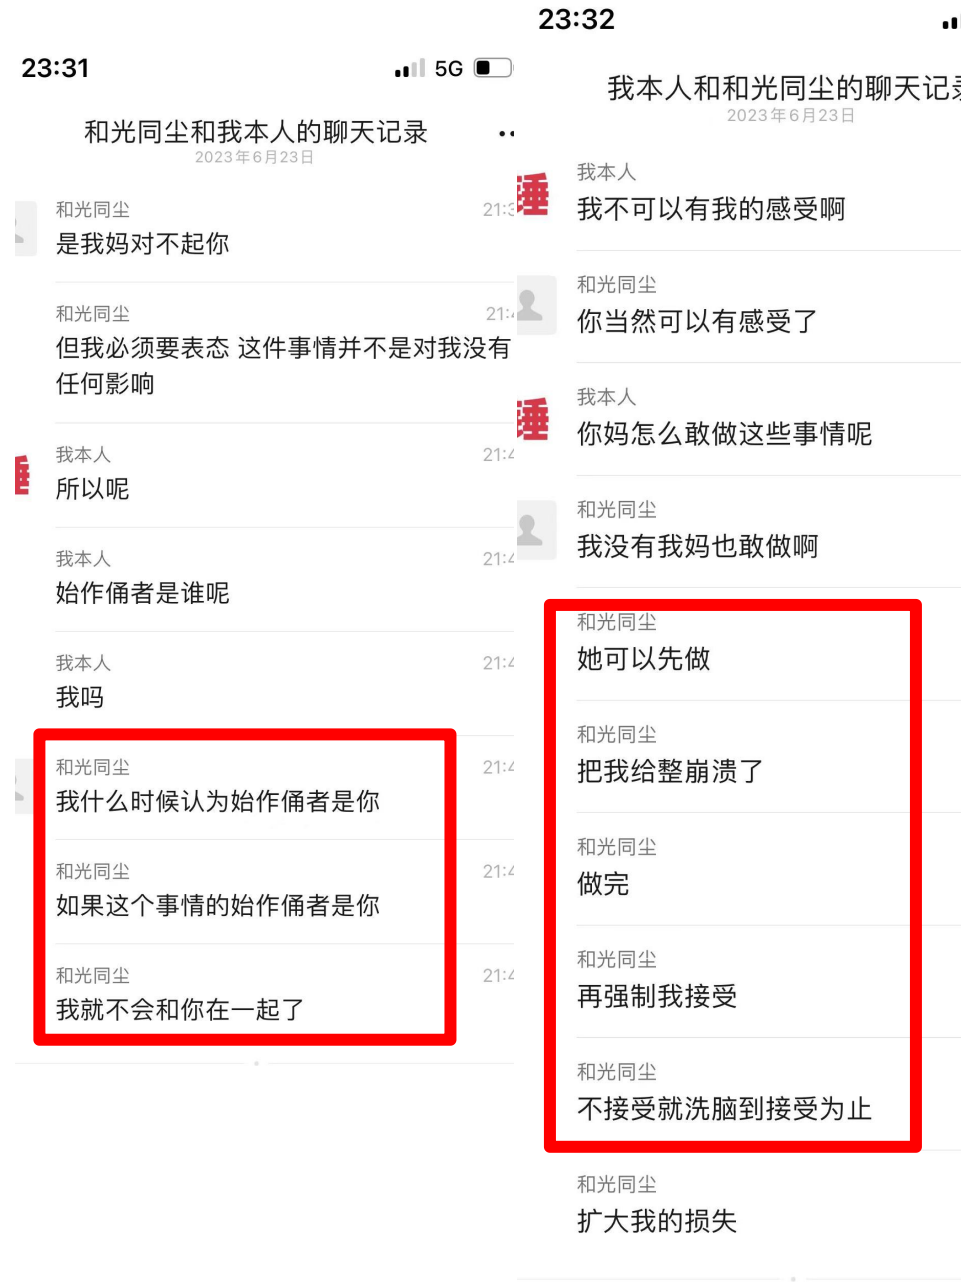 23:31
5G
和光同尘和我本人的聊天记录
2023年6月23日
和光同尘
是我妈对不起你
和光同尘
但我必须要表态 这件事情并不是对我没有
任何影响
我本人
所以呢
我本人
始作俑者是谁呢
我本人
我吗
和光同尘
我什么时候认为始作俑者是你
和光同尘
如果这个事情的始作俑者是你
和光同尘
我就不会和你在一起了
23:32
我本人和和光同尘的聊天记录
2023年6月23日
我本人
我不可以有我的感受啊
和光同尘
你当然可以有感受了
我本人
你妈怎么敢做这些事情呢
和光同尘
我没有我妈也敢做啊
和光同尘
她可以先做
和光同尘
把我给整崩溃了
和光同尘
做完
和光同尘
再强制我接受
和光同尘
不接受就洗脑到接受为止
和光同尘
扩大我的损失